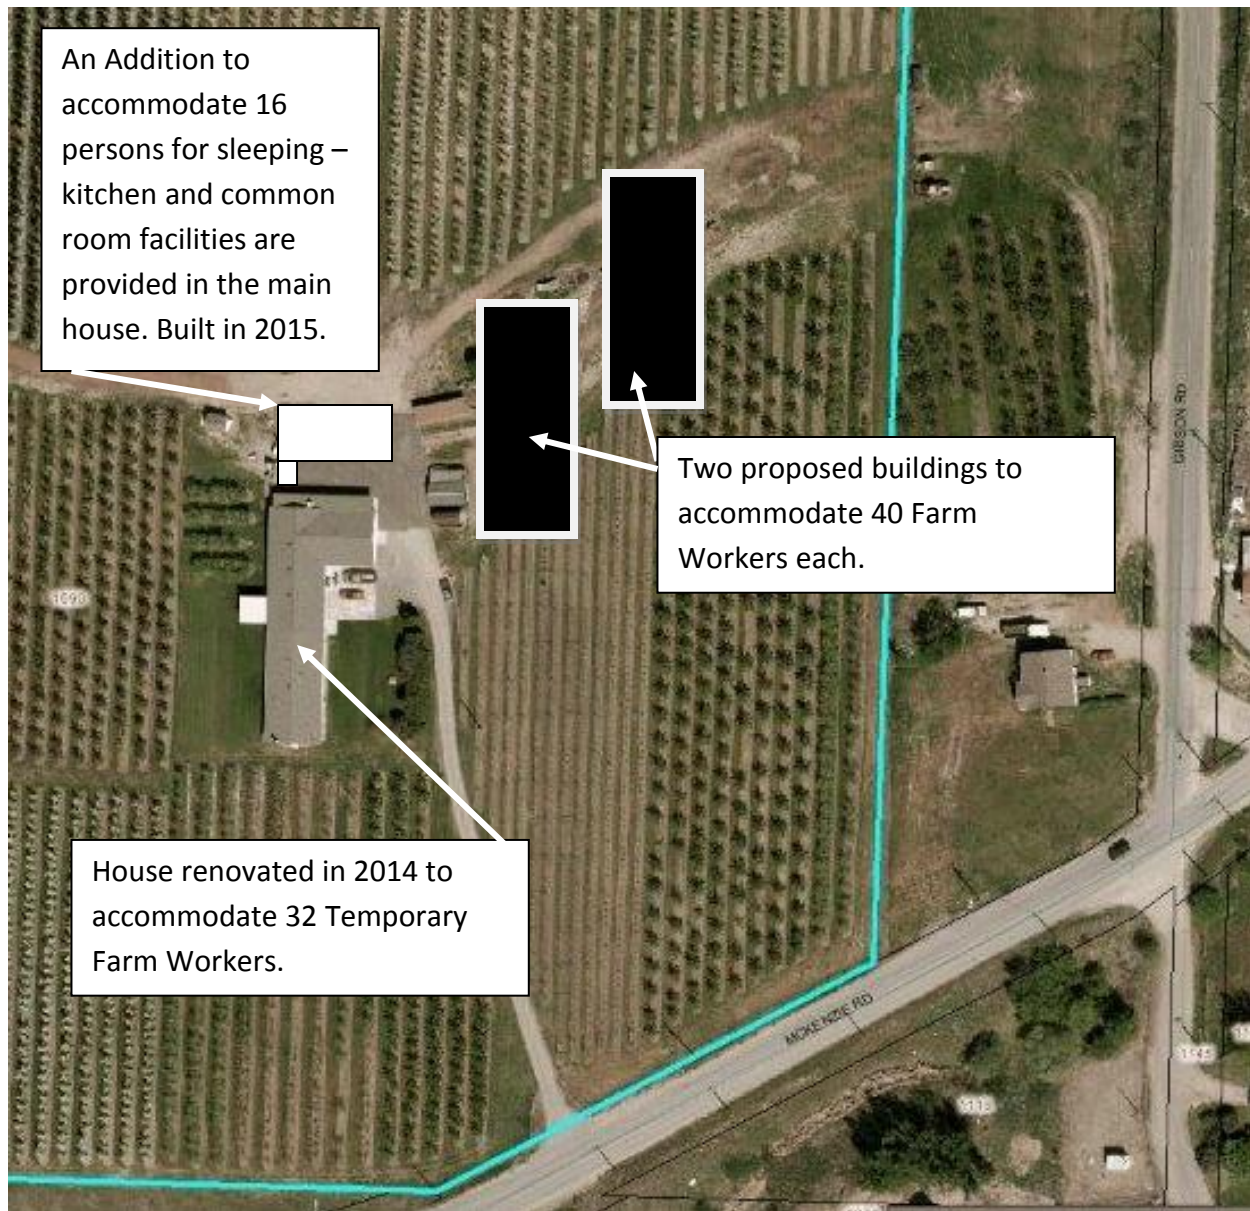 An Addition to
accommodate 16
persons for sleeping –
kitchen and common
room facilities are
provided in the main
house. Built in 2015.
Two proposed buildings to
accommodate 40 Farm
Workers each.
GIBSON RD
1090
House renovated in 2014 to
accommodate 32 Temporary
Farm Workers.
MCKENZIE RD
1145